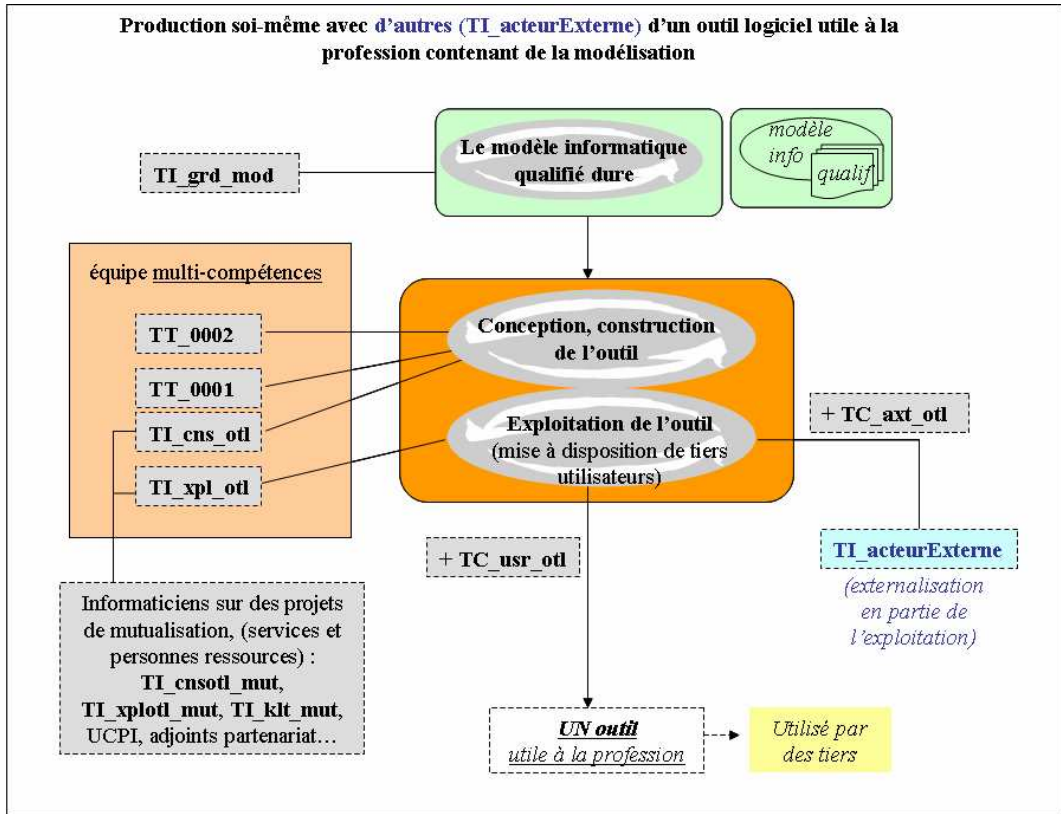 Production soi-même avec d'autres (TI_acteurExterne) d'un outil logiciel utile à la
profession contenant de la modélisation
Le modèle informatique
qualifié dure
modèle
info
qualif
TI_grd_mod
équipe multi-compétences
TT_0002
TT_0001
TI_cns_otl
TI_xpl_otl
Conception, construction
de l'outil
Exploitation de l'outil
(mise à disposition de tiers
utilisateurs)
+ TC_axt_otl
+ TC_usr_otl
TI_acteurExterne
(externalisation
en partie de
l'exploitation)
Informaticiens sur des projets
de mutualisation, (services et
personnes ressources) :
TI_cnsotl_mut,
TI_xplotl_mut, TI_klt_mut,
UCPI, adjoints partenariat…
UN outil
utile à la profession
Utilisé par
des tiers